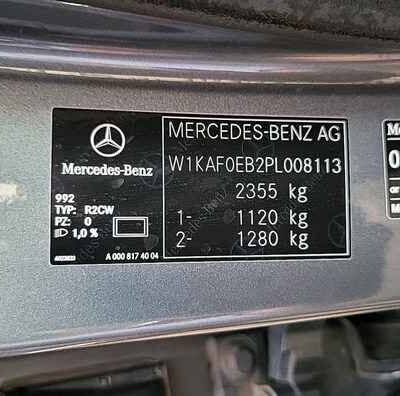 Mercedes-Benz
992
TYP: R2CW
PZ: 0
1,0 %
A 000 817 40 04
MERCEDES-BENZ AG
W1KAF0EB2PL008113
2355 kg
1- 1120 kg
2- 1280 kg